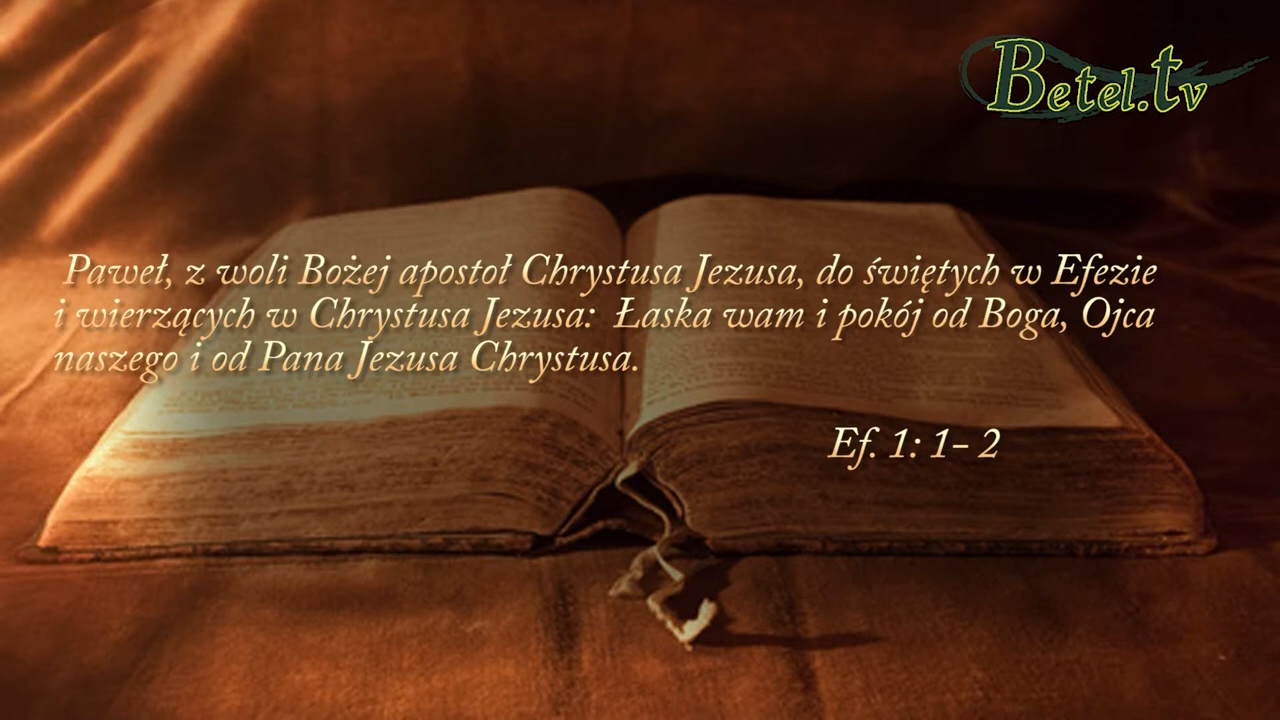 Betel.tv
Paweł, z woli Bożej apostoł Chrystusa Jezusa, do świętych w Efezie
i wierzących w Chrystusa Jezusa: Łaska wam i pokój od Boga, Ojca
naszego i od Pana Jezusa Chrystusa.
Ef. 1: 1- 2